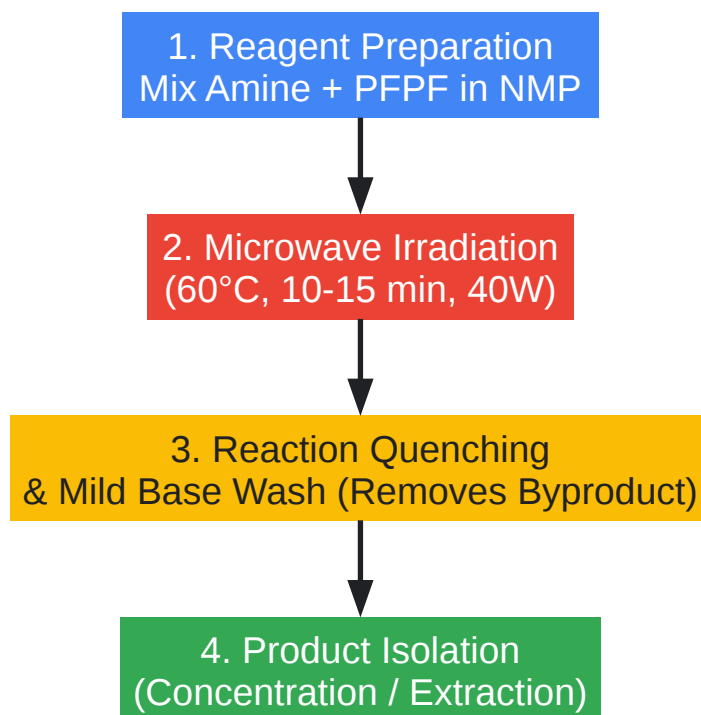 1. Reagent Preparation
Mix Amine + PFPF in NMP
2. Microwave Irradiation
(60°C, 10-15 min, 40W)
3. Reaction Quenching
& Mild Base Wash (Removes Byproduct)
4. Product Isolation
(Concentration / Extraction)